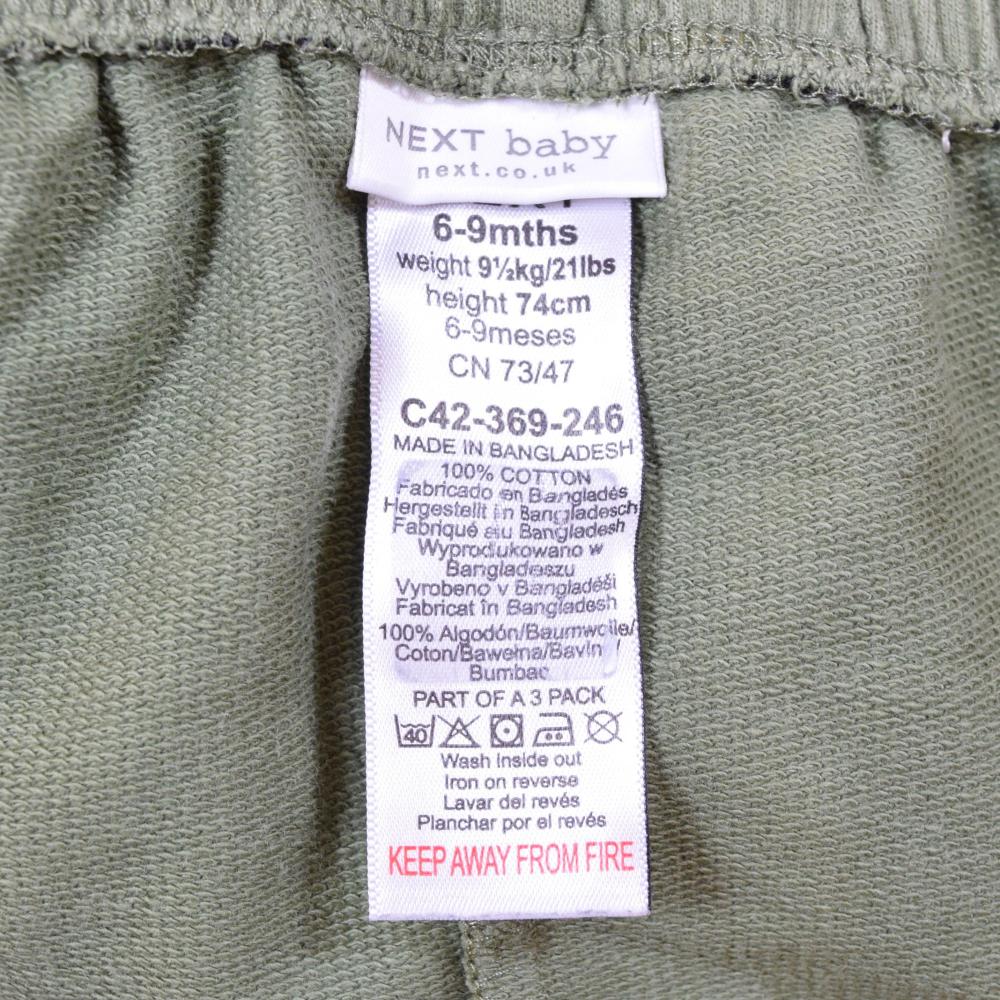 NEXT baby
next.co.uk
6-9mths
weight 9½kg/21lbs
height 74cm
6-9meses
CN 73/47
C42-369-246
MADE IN BANGLADESH
100% COTTON
Fabricado en Bangladés
Hergestellt in Bangladesch
Fabriqué au Bangladesh
Wyprodukowano w
Bangladeszu
Vyrobeno v Bangladéši
Fabricat în Bangladesh
100% Algodón/Baumwolle/
Coton/Bawełna/Bavln /
Bumbac
PART OF A 3 PACK
40
Wash inside out
Iron on reverse
Lavar del revés
Planchar por el revés
KEEP AWAY FROM FIRE